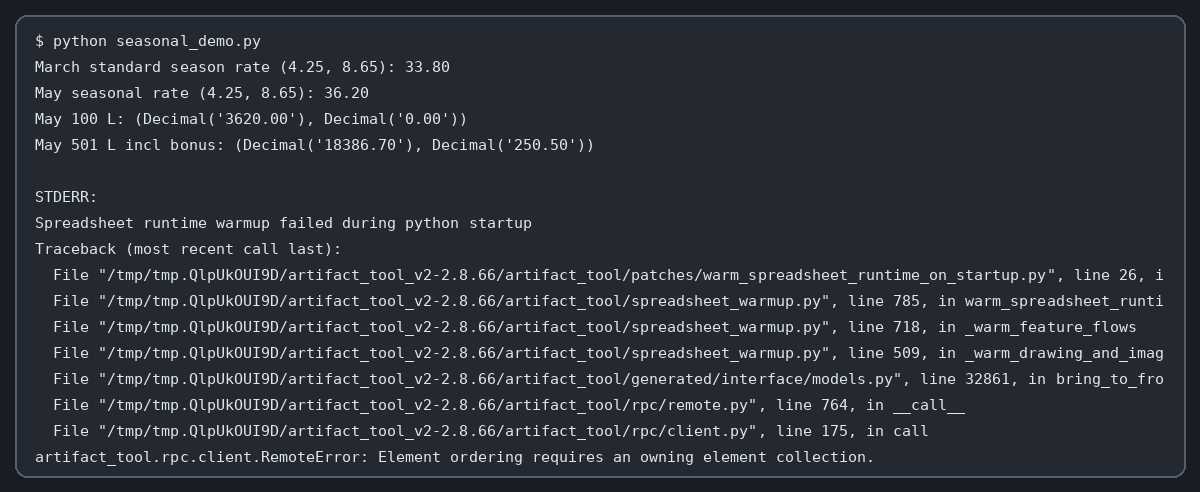 $ python seasonal_demo.py
March standard season rate (4.25, 8.65): 33.80
May seasonal rate (4.25, 8.65): 36.20
May 100 L: (Decimal('3620.00'), Decimal('0.00'))
May 501 L incl bonus: (Decimal('18386.70'), Decimal('250.50'))
STDERR:
Spreadsheet runtime warmup failed during python startup
Traceback (most recent call last):
  File "/tmp/tmp.QlpUkOUI9D/artifact_tool_v2-2.8.66/artifact_tool/patches/warm_spreadsheet_runtime_on_startup.py", line 26, i
  File "/tmp/tmp.QlpUkOUI9D/artifact_tool_v2-2.8.66/artifact_tool/spreadsheet_warmup.py", line 785, in warm_spreadsheet_runti
  File "/tmp/tmp.QlpUkOUI9D/artifact_tool_v2-2.8.66/artifact_tool/spreadsheet_warmup.py", line 718, in _warm_feature_flows
  File "/tmp/tmp.QlpUkOUI9D/artifact_tool_v2-2.8.66/artifact_tool/spreadsheet_warmup.py", line 509, in _warm_drawing_and_imag
  File "/tmp/tmp.QlpUkOUI9D/artifact_tool_v2-2.8.66/artifact_tool/generated/interface/models.py", line 32861, in bring_to_fro
  File "/tmp/tmp.QlpUkOUI9D/artifact_tool_v2-2.8.66/artifact_tool/rpc/remote.py", line 764, in __call__
  File "/tmp/tmp.QlpUkOUI9D/artifact_tool_v2-2.8.66/artifact_tool/rpc/client.py", line 175, in call
artifact_tool.rpc.client.RemoteError: Element ordering requires an owning element collection.